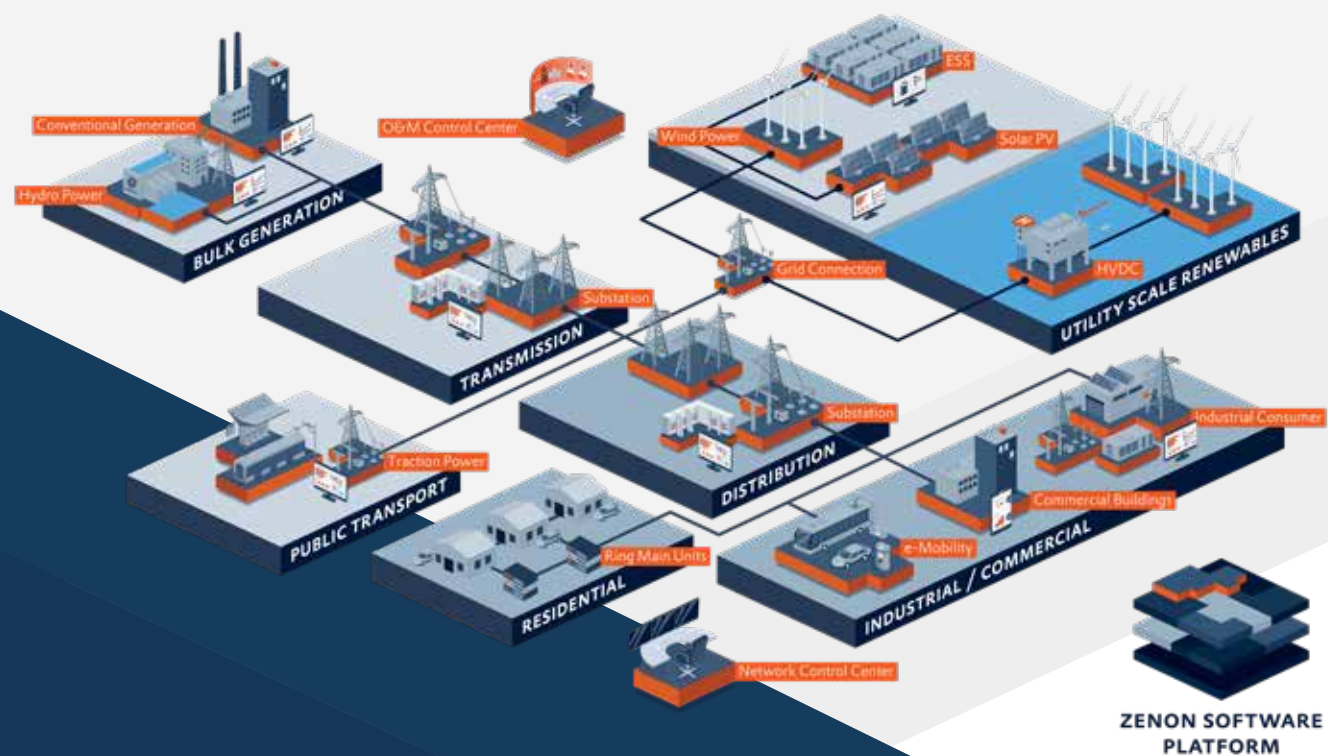 ESS
Conventional Generation
O&M Control Center
Wind Power
Solar PV
Hydro Power
BULK GENERATION
Grid Connection
HVDC
UTILITY SCALE RENEWABLES
Substation
TRANSMISSION
Substation
Industrial Consumer
Traction Power
DISTRIBUTION
PUBLIC TRANSPORT
Commercial Buildings
Ring Main Units
e-Mobility
RESIDENTIAL
INDUSTRIAL / COMMERCIAL
Network Control Center
ZENON SOFTWARE
PLATFORM